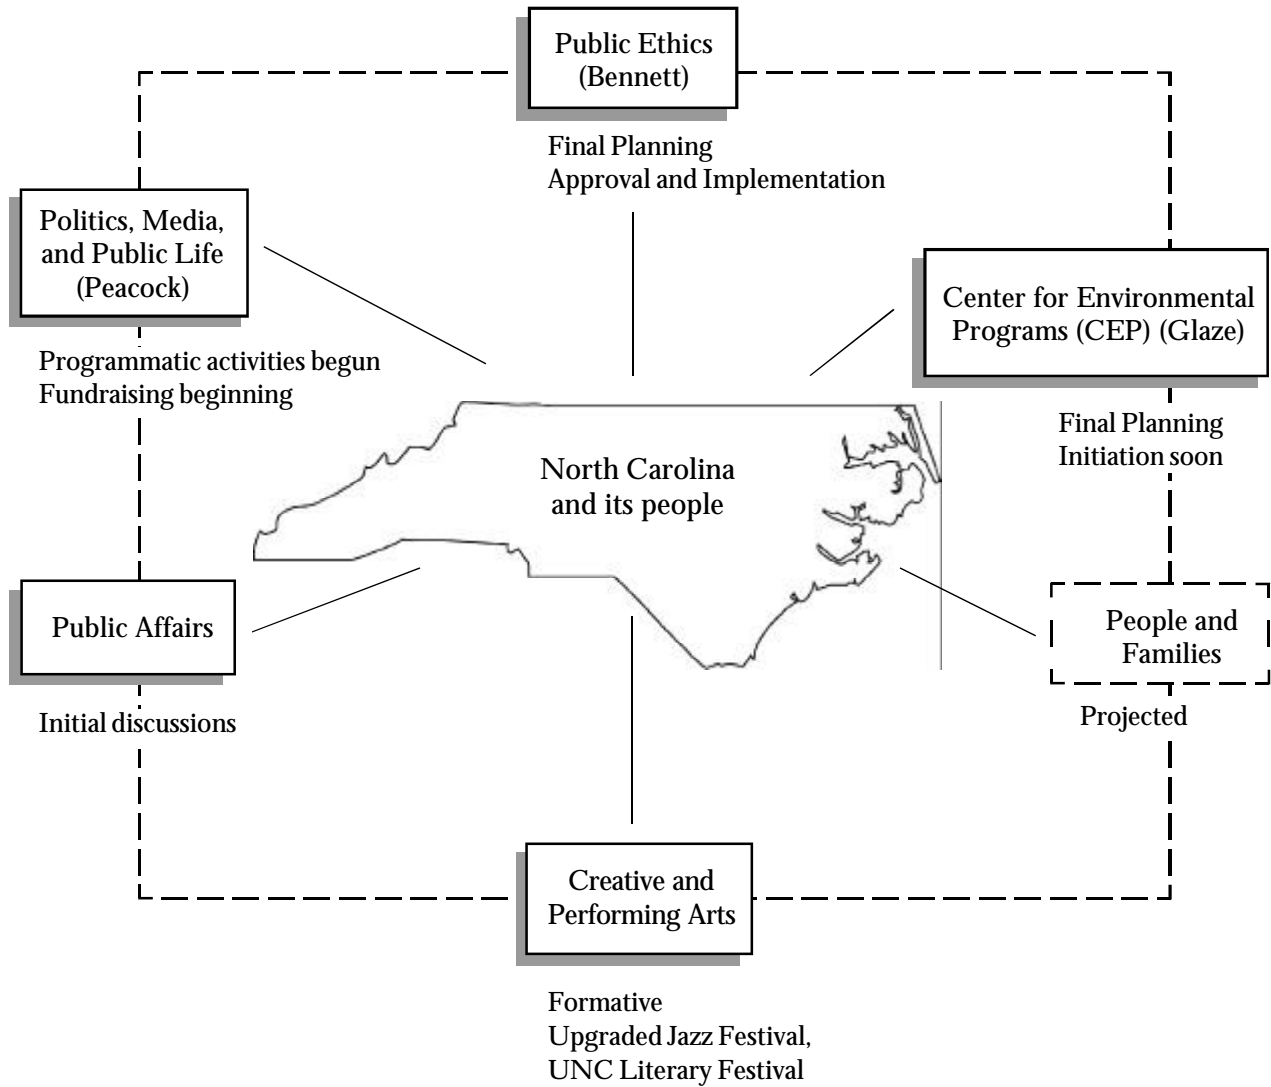 Public Ethics
(Bennett)
Final Planning
Approval and Implementation
Politics, Media,
and Public Life
(Peacock)
Programmatic activities begun
Fundraising beginning
Center for Environmental
Programs (CEP) (Glaze)
Final Planning
Initiation soon
North Carolina
and its people
Public Affairs
Initial discussions
People and
Families
Projected
Creative and
Performing Arts
Formative
Upgraded Jazz Festival,
UNC Literary Festival